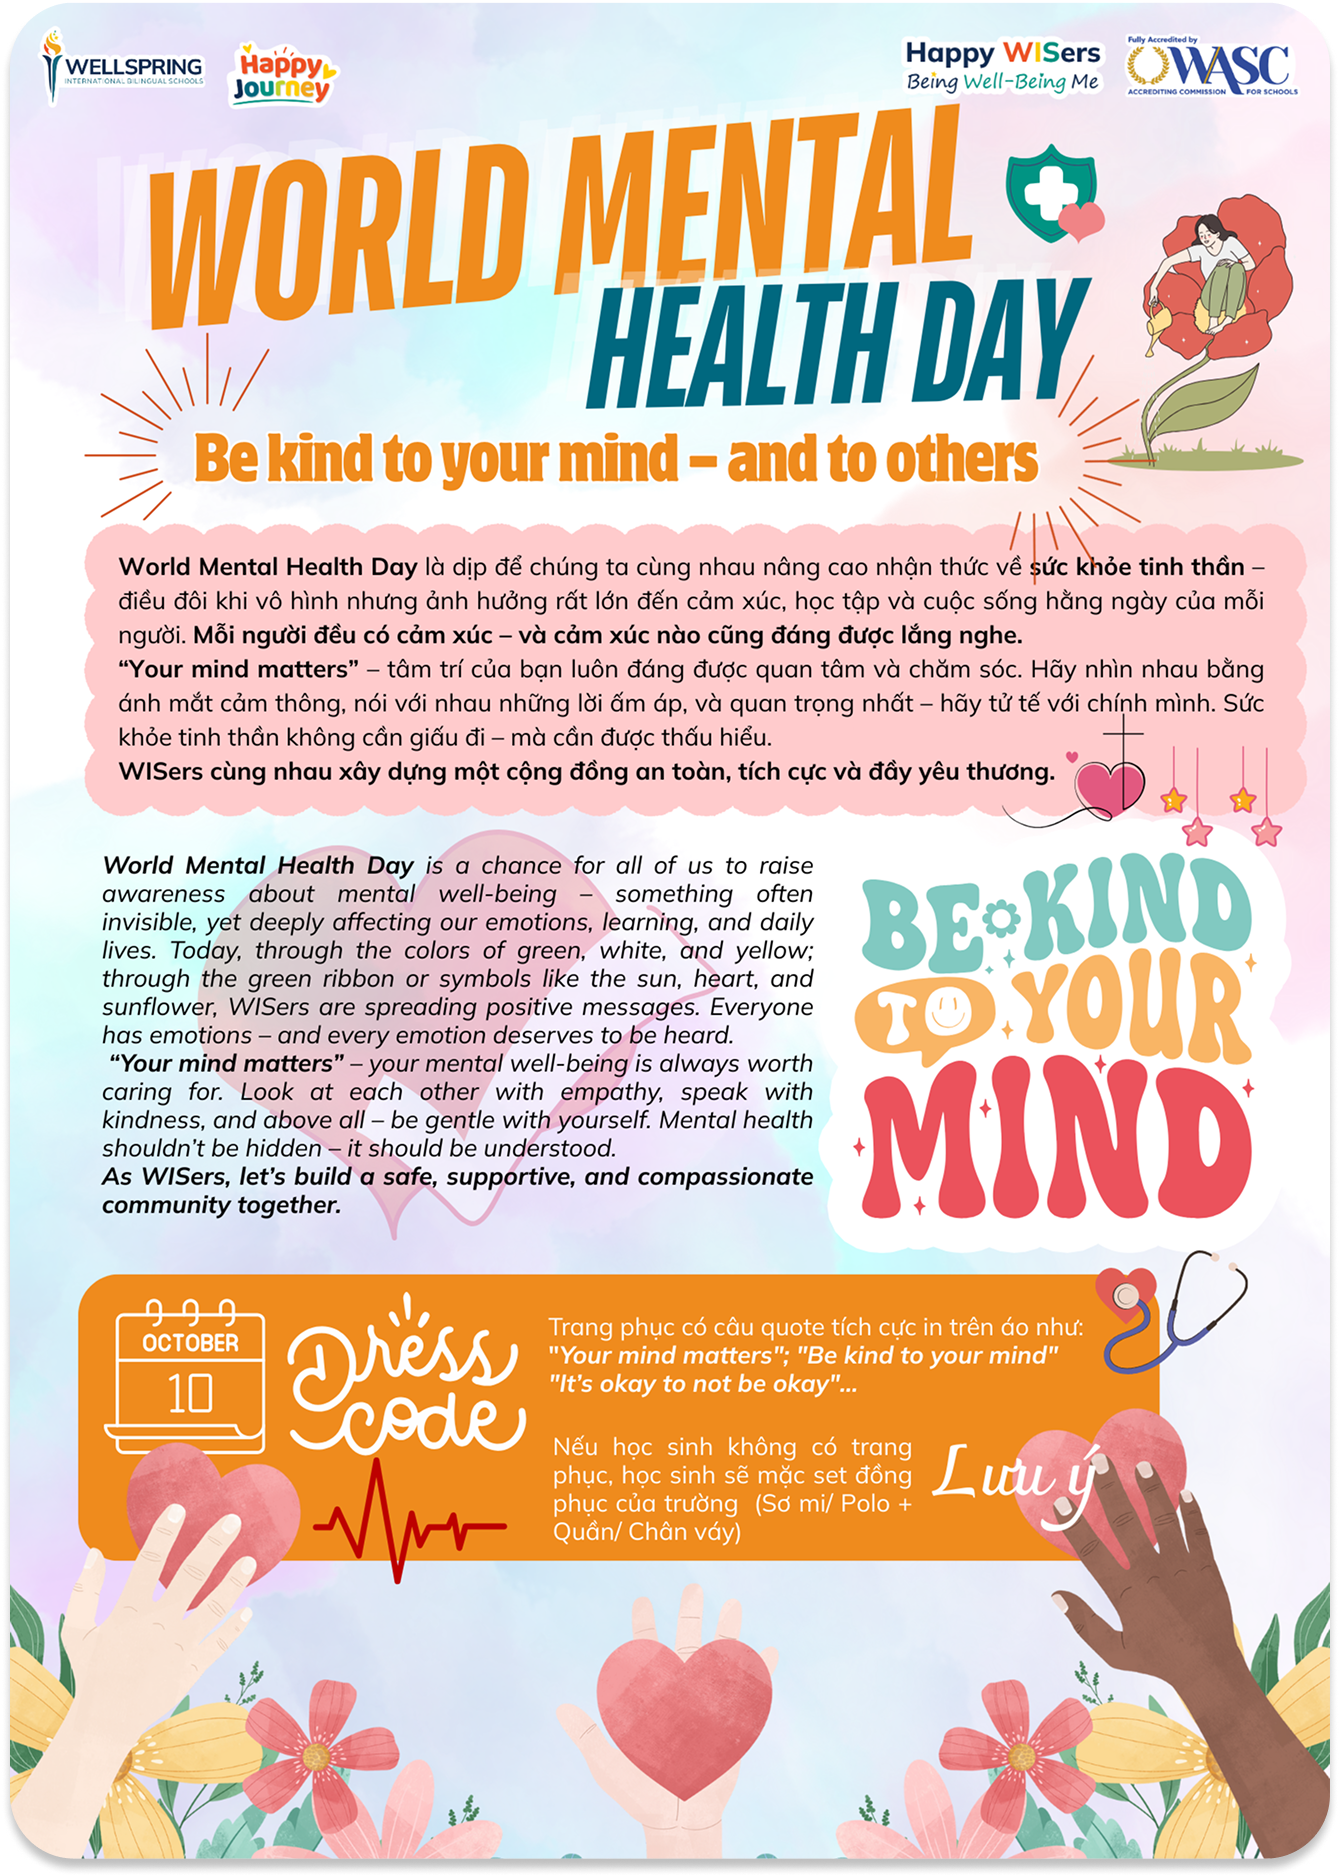 WELLSPRING
INTERNATIONAL BILINGUAL SCHOOLS
Happy
Journey
Happy WISers
Being Well-Being Me
Fully Accredited by
WASC
ACCREDITING COMMISSION FOR SCHOOLS
WORLD MENTAL
HEALTH DAY
Be kind to your mind – and to others
World Mental Health Day là dịp để chúng ta cùng nhau nâng cao nhận thức về sức khỏe tinh thần –
điều đôi khi vô hình nhưng ảnh hưởng rất lớn đến cảm xúc, học tập và cuộc sống hằng ngày của mỗi
người. Mỗi người đều có cảm xúc – và cảm xúc nào cũng đáng được lắng nghe.
“Your mind matters” – tâm trí của bạn luôn đáng được quan tâm và chăm sóc. Hãy nhìn nhau bằng
ánh mắt cảm thông, nói với nhau những lời ấm áp, và quan trọng nhất – hãy tử tế với chính mình. Sức
khỏe tinh thần không cần giấu đi – mà cần được thấu hiểu.
WISers cùng nhau xây dựng một cộng đồng an toàn, tích cực và đầy yêu thương.
World Mental Health Day is a chance for all of us to raise
awareness about mental well-being – something often
invisible, yet deeply affecting our emotions, learning, and daily
lives. Today, through the colors of green, white, and yellow;
through the green ribbon or symbols like the sun, heart, and
sunflower, WISers are spreading positive messages. Everyone
has emotions – and every emotion deserves to be heard.
“Your mind matters” – your mental well-being is always worth
caring for. Look at each other with empathy, speak with
kindness, and above all – be gentle with yourself. Mental health
shouldn’t be hidden – it should be understood.
As WISers, let’s build a safe, supportive, and compassionate
community together.
BE KIND
TO YOUR
MIND
OCTOBER
10
Dress
code
Trang phục có câu quote tích cực in trên áo như:
"Your mind matters"; "Be kind to your mind"
"It’s okay to not be okay"...
Nếu học sinh không có trang
phục, học sinh sẽ mặc set đồng
phục của trường (Sơ mi/ Polo +
Quần/ Chân váy)
Lưu ý